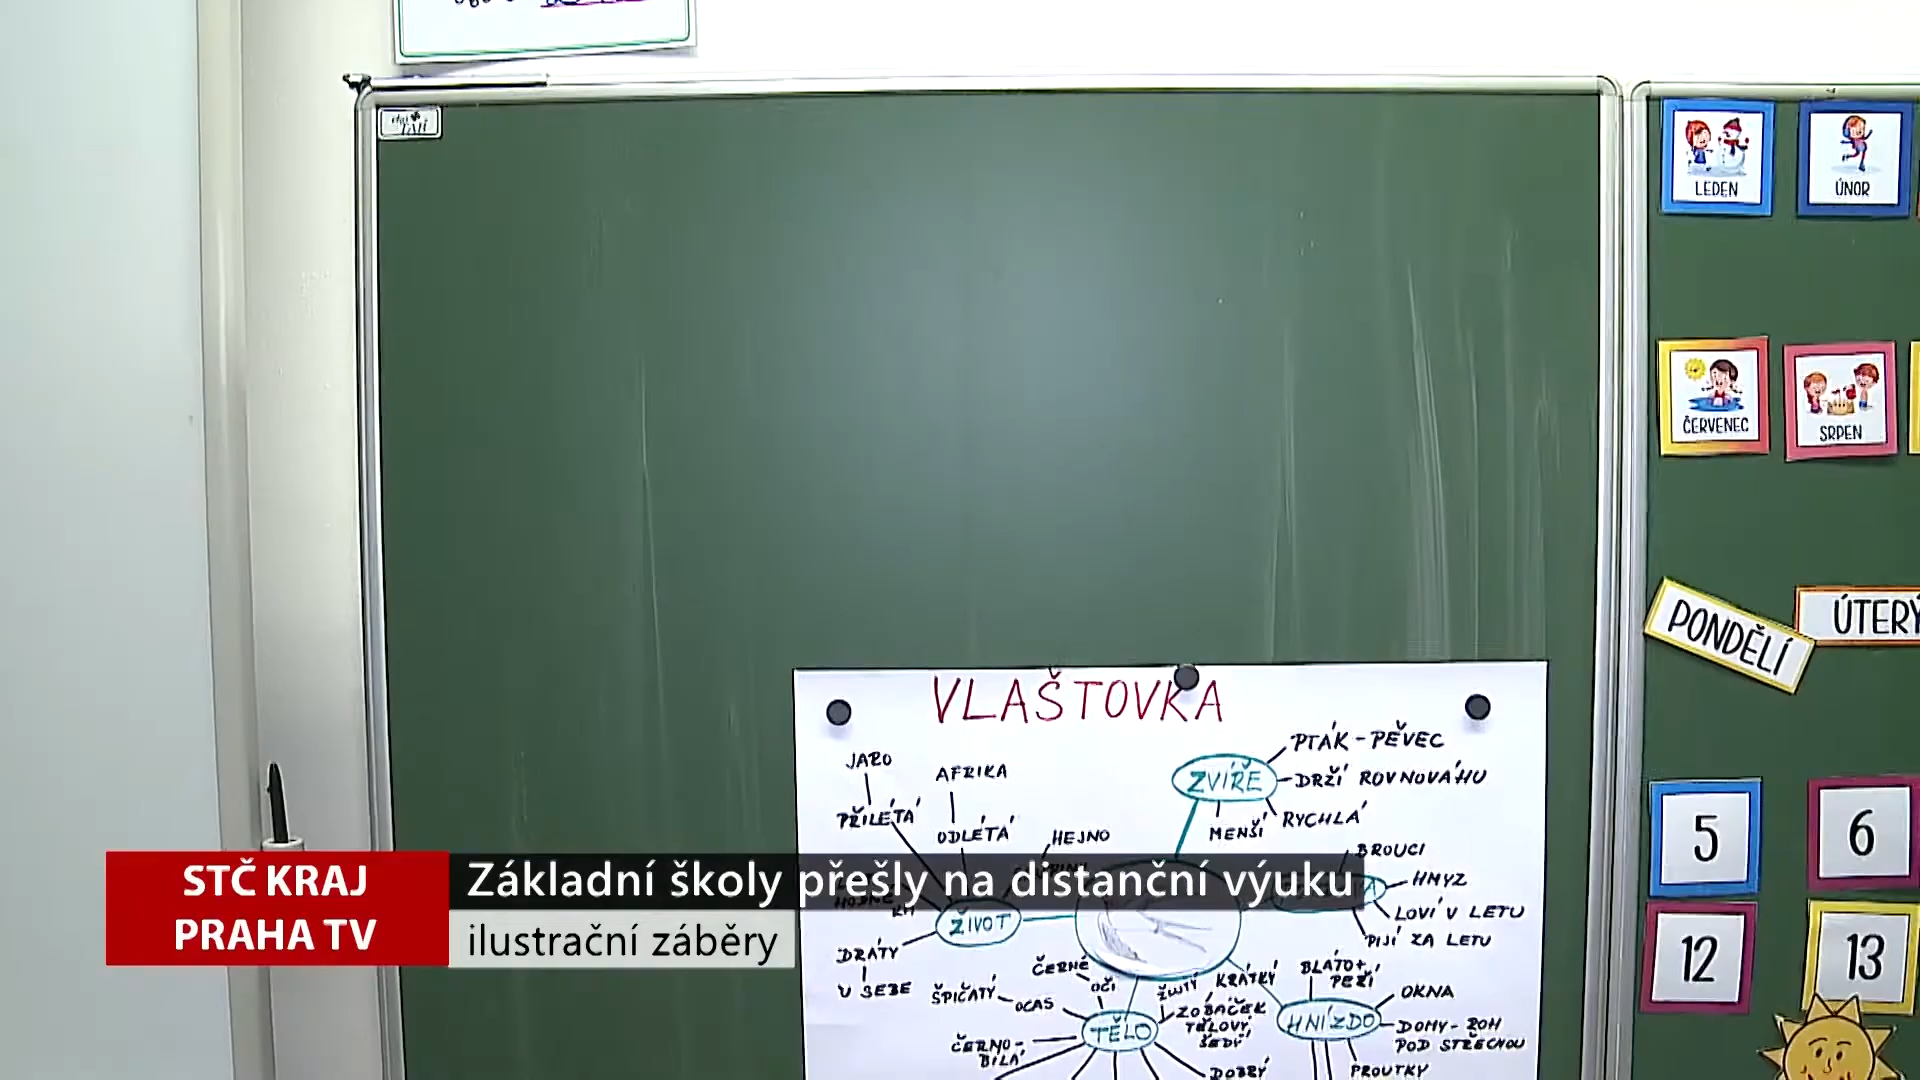 LEDEN
ÚNOR
ČERVENEC
SRPEN
PONDĚLÍ
ÚTERÝ
5
6
12
13
VLAŠTOVKA
JARO
PŘILÉTÁ
AFRIKA
ODLÉTÁ
HEJNO
ŽIVOT
DRÁTY
U SEBE
ZVÍŘE
PTÁK - PĚVEC
DRŽÍ ROVNOVÁHU
RYCHLÁ
MENŠÍ
BROUCI
HMYZ
LOVÍ V LETU
PIJÍ ZA LETU
TĚLO
ČERNÉ
OČI
ŠPIČATÝ
OCAS
ČERNO-
BÍLÁ
ŽLUTÝ
KRÁTKÝ
ZOBÁČEK
TĚLOVÝ,
ŠEDÝ
DOBRÝ
HNÍZDO
BLÁTO+
PEŘÍ
OKNA
DOMY - ROH
POD STŘECHOU
PROUTKY
STČ KRAJ
PRAHA TV
Základní školy přešly na distanční výuku
ilustrační záběry